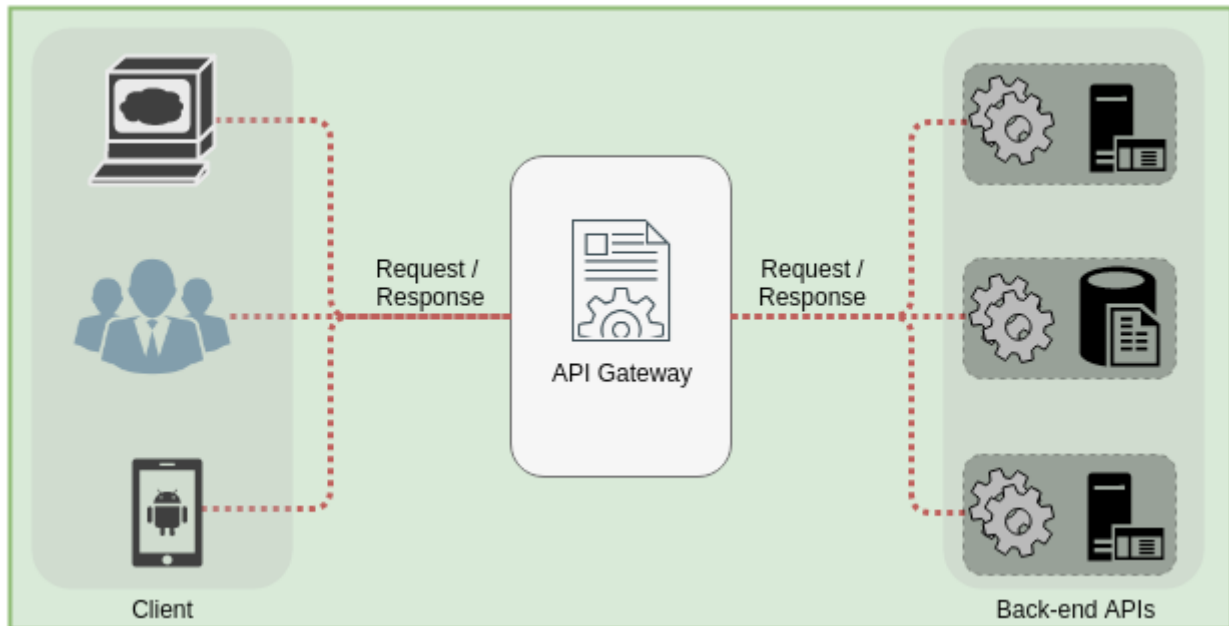 Request /
Response
Request /
Response
API Gateway
Client
Back-end APIs